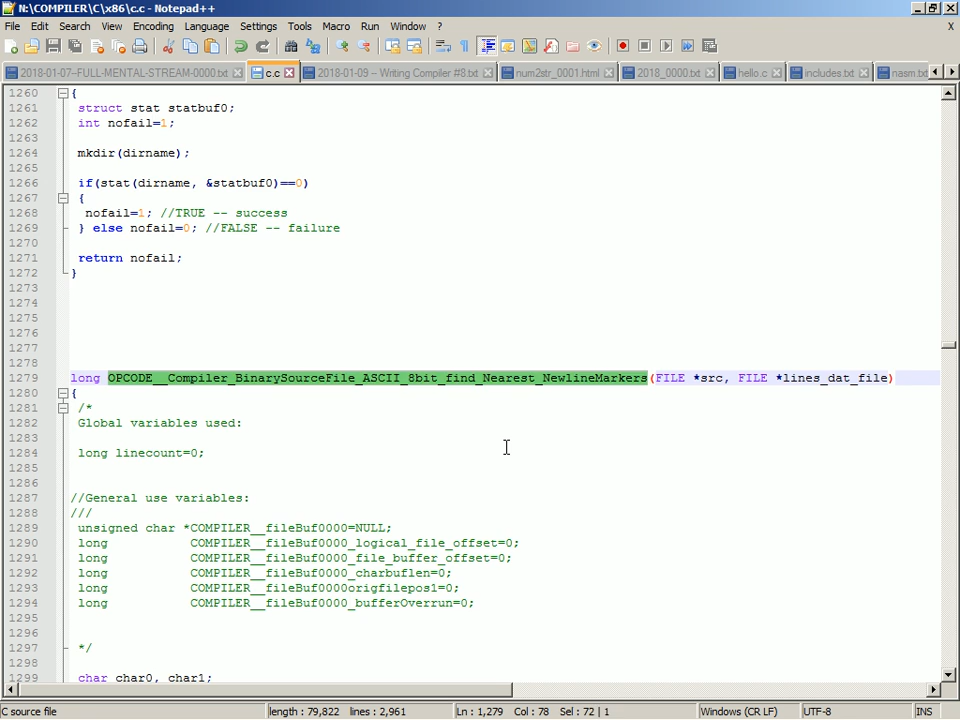 N:\COMPILER\C\x86\c.c - Notepad++
File Edit Search View Encoding Language Settings Tools Macro Run Window ? X
2018-01-07--FULL-MENTAL-STREAM-0000.txt c.c 2018-01-09 -- Writing Compiler #8.txt num2str_0001.html 2018_0000.txt hello.c includes.txt nasm.txt
1260 {
1261 struct stat statbuf0;
1262 int nofail=1;
1263
1264 mkdir(dirname);
1265
1266 if(stat(dirname, &statbuf0)==0)
1267 {
1268 nofail=1; //TRUE -- success
1269 } else nofail=0; //FALSE -- failure
1270
1271 return nofail;
1272 }
1273
1274
1275
1276
1277
1278
1279 long OPCODE__Compiler_BinarySourceFile_ASCII_8bit_find_Nearest_NewlineMarkers(FILE *src, FILE *lines_dat_file)
1280 {
1281 /*
1282 Global variables used:
1283
1284 long linecount=0;
1285
1286
1287 //General use variables:
1288 ///
1289 unsigned char *COMPILER__fileBuf0000=NULL;
1290 long COMPILER__fileBuf0000_logical_file_offset=0;
1291 long COMPILER__fileBuf0000_file_buffer_offset=0;
1292 long COMPILER__fileBuf0000_charbuflen=0;
1293 long COMPILER__fileBuf0000origfilepos1=0;
1294 long COMPILER__fileBuf0000_bufferOverrun=0;
1295
1296
1297 */
1298
1299 char char0, char1;
C source file length : 79,822 lines : 2,961 Ln : 1,279 Col : 78 Sel : 72 | 1 Windows (CR LF) UTF-8 INS